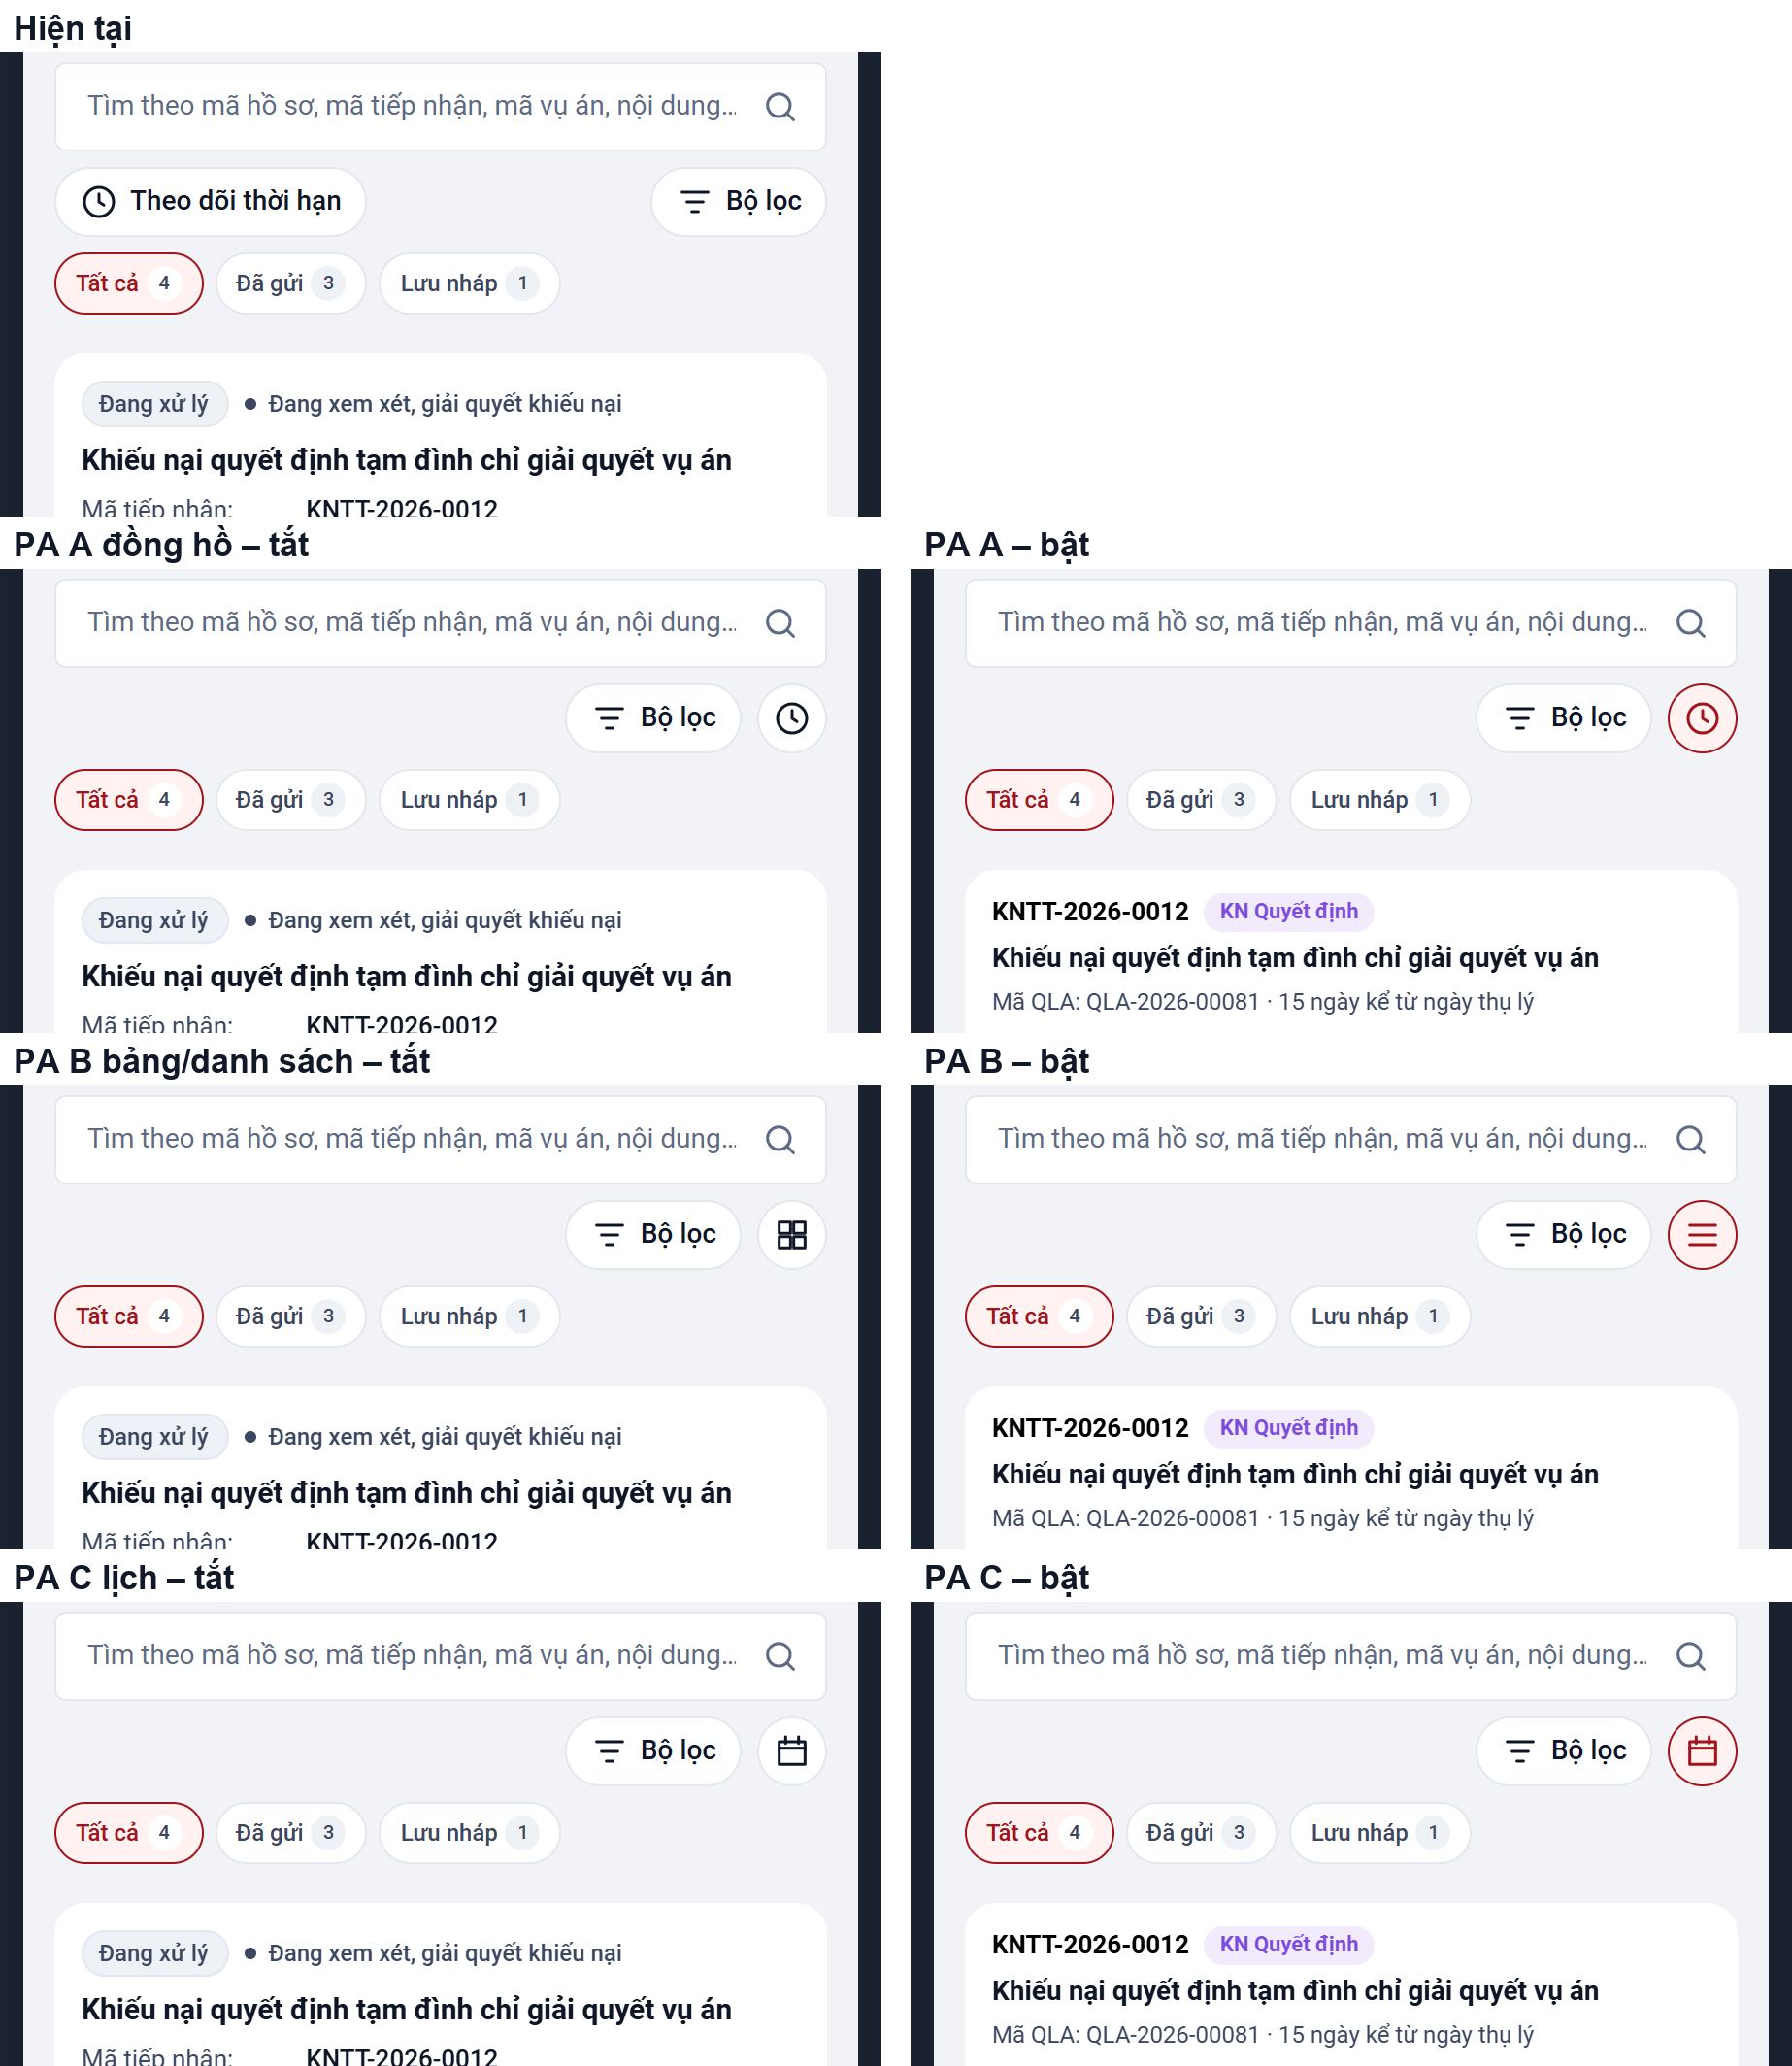 Hiện tại
Tìm theo mã hồ sơ, mã tiếp nhận, mã vụ án, nội dung...
Theo dõi thời hạn
Bộ lọc
Tất cả 4 Đã gửi 3 Lưu nháp 1
Đang xử lý Đang xem xét, giải quyết khiếu nại
Khiếu nại quyết định tạm đình chỉ giải quyết vụ án
Mã tiếp nhận: KNTT-2026-0012
PA A đồng hồ – tắt
Tìm theo mã hồ sơ, mã tiếp nhận, mã vụ án, nội dung...
Bộ lọc
Tất cả 4 Đã gửi 3 Lưu nháp 1
Đang xử lý Đang xem xét, giải quyết khiếu nại
Khiếu nại quyết định tạm đình chỉ giải quyết vụ án
Mã tiếp nhận: KNTT-2026-0012
PA A – bật
Tìm theo mã hồ sơ, mã tiếp nhận, mã vụ án, nội dung...
Bộ lọc
Tất cả 4 Đã gửi 3 Lưu nháp 1
KNTT-2026-0012 KN Quyết định
Khiếu nại quyết định tạm đình chỉ giải quyết vụ án
Mã QLA: QLA-2026-00081 · 15 ngày kể từ ngày thụ lý
PA B bảng/danh sách – tắt
Tìm theo mã hồ sơ, mã tiếp nhận, mã vụ án, nội dung...
Bộ lọc
Tất cả 4 Đã gửi 3 Lưu nháp 1
Đang xử lý Đang xem xét, giải quyết khiếu nại
Khiếu nại quyết định tạm đình chỉ giải quyết vụ án
Mã tiếp nhận: KNTT-2026-0012
PA B – bật
Tìm theo mã hồ sơ, mã tiếp nhận, mã vụ án, nội dung...
Bộ lọc
Tất cả 4 Đã gửi 3 Lưu nháp 1
KNTT-2026-0012 KN Quyết định
Khiếu nại quyết định tạm đình chỉ giải quyết vụ án
Mã QLA: QLA-2026-00081 · 15 ngày kể từ ngày thụ lý
PA C lịch – tắt
Tìm theo mã hồ sơ, mã tiếp nhận, mã vụ án, nội dung...
Bộ lọc
Tất cả 4 Đã gửi 3 Lưu nháp 1
Đang xử lý Đang xem xét, giải quyết khiếu nại
Khiếu nại quyết định tạm đình chỉ giải quyết vụ án
Mã tiếp nhận: KNTT-2026-0012
PA C – bật
Tìm theo mã hồ sơ, mã tiếp nhận, mã vụ án, nội dung...
Bộ lọc
Tất cả 4 Đã gửi 3 Lưu nháp 1
KNTT-2026-0012 KN Quyết định
Khiếu nại quyết định tạm đình chỉ giải quyết vụ án
Mã QLA: QLA-2026-00081 · 15 ngày kể từ ngày thụ lý